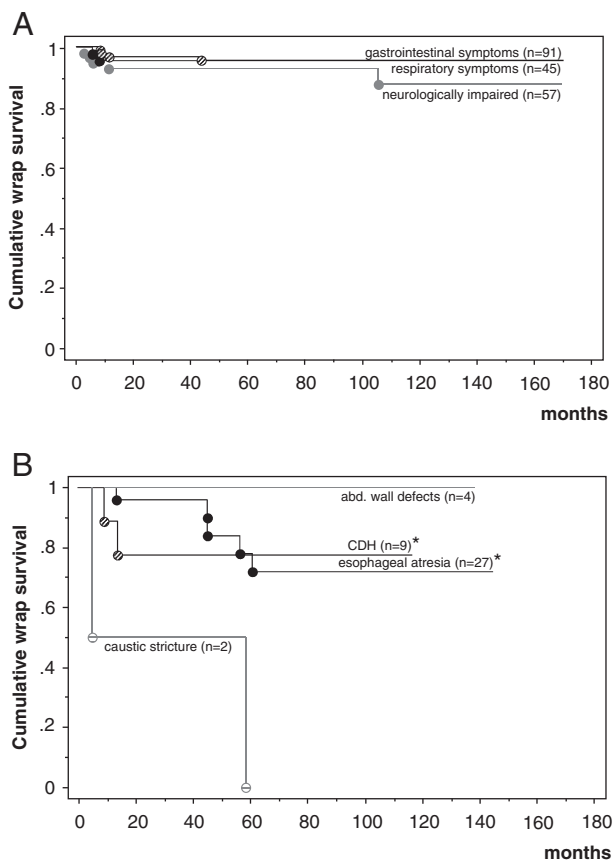 A
1
.8
.6
.4
.2
0
Cumulative wrap survival
gastrointestinal symptoms (n=91)
respiratory symptoms (n=45)
neurologically impaired (n=57)
0 20 40 60 80 100 120 140 160 180
months
B
1
.8
.6
.4
.2
0
Cumulative wrap survival
abd. wall defects (n=4)
CDH (n=9)*
esophageal atresia (n=27)*
caustic stricture (n=2)
0 20 40 60 80 100 120 140 160 180
months